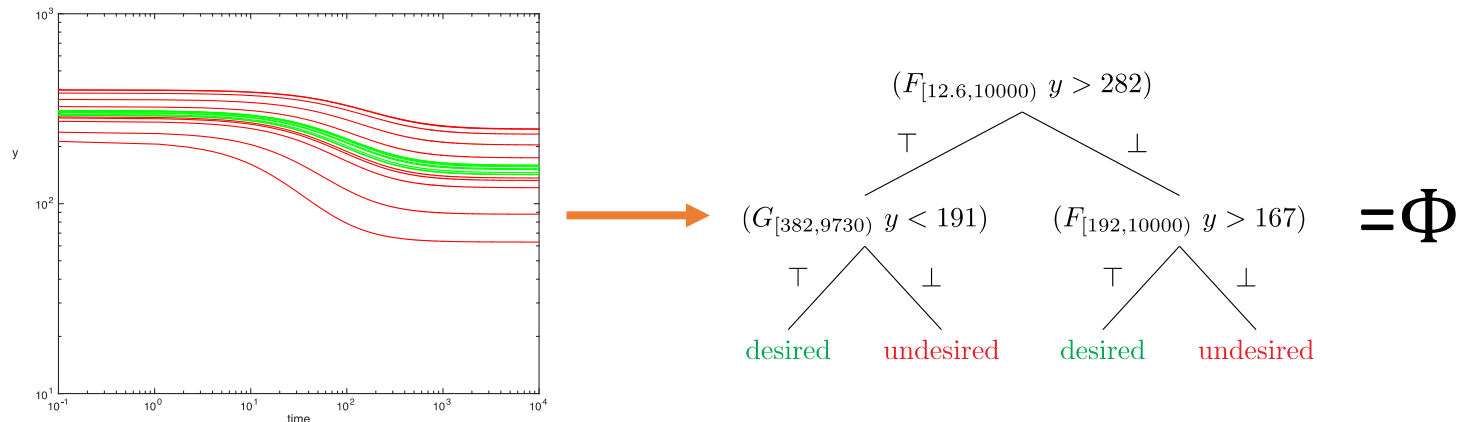 10³
10²
10¹
y
10⁻¹ 10⁰ 10¹ 10² 10³ 10⁴
time
(F[12.6,10000) y > 282)
⊤ ⊥
(G[382,9730) y < 191) (F[192,10000) y > 167)
⊤ ⊥ ⊤ ⊥
desired undesired desired undesired
=Φ